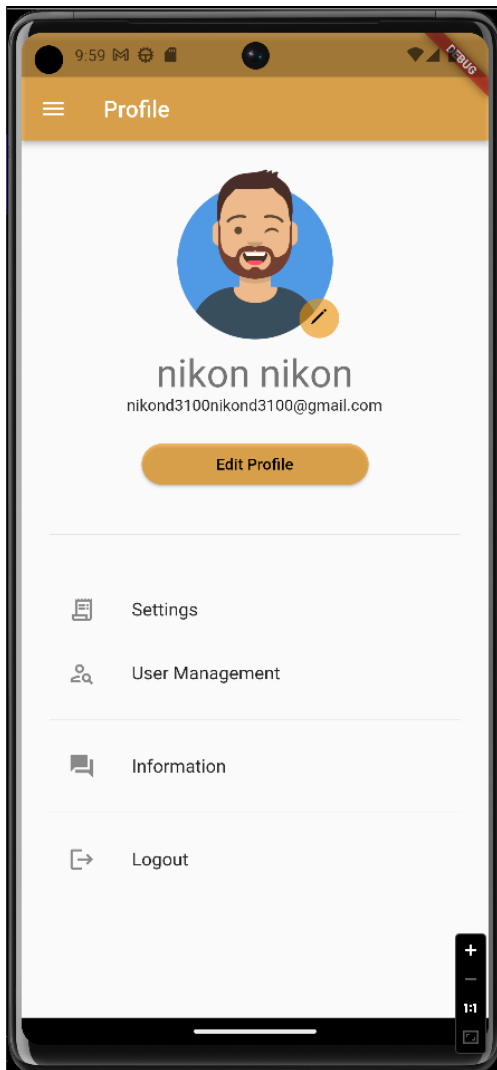 9:59
DEBUG
Profile
nikon nikon
nikond3100nikond3100@gmail.com
Edit Profile
Settings
User Management
Information
Logout
1:1